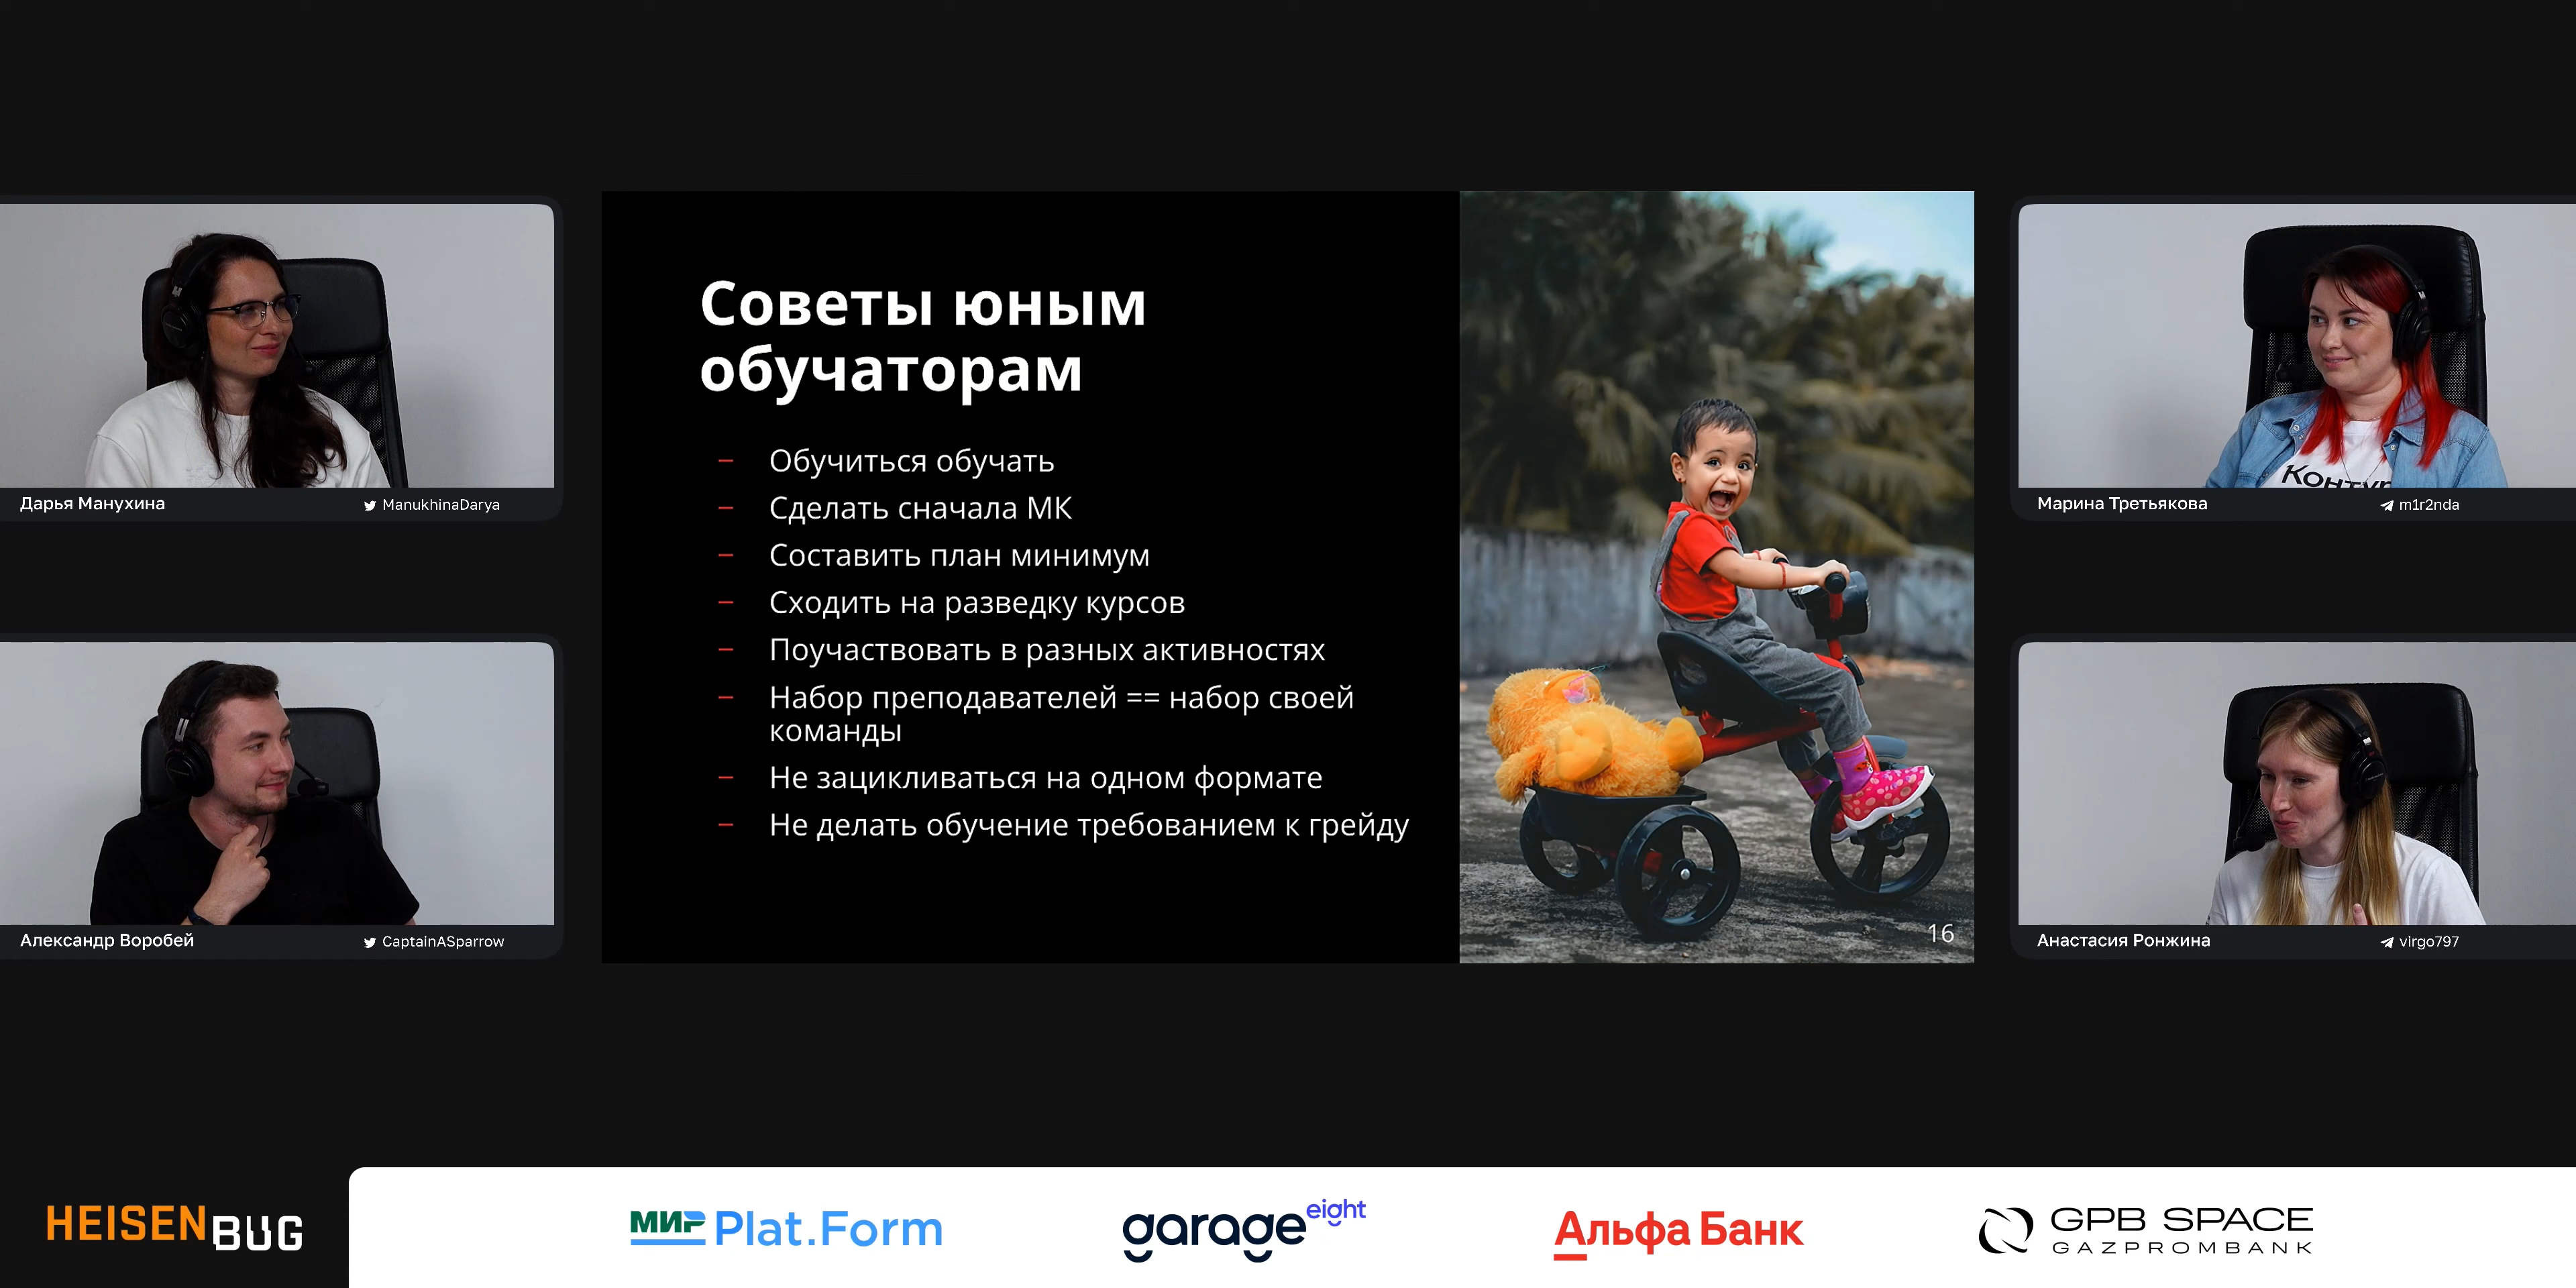 Дарья Манухина
ManukhinaDarya
Александр Воробей
CaptainASparrow
Советы юным
обучаторам
– Обучиться обучать
– Сделать сначала МК
– Составить план минимум
– Сходить на разведку курсов
– Поучаствовать в разных активностях
– Набор преподавателей == набор своей
команды
– Не зацикливаться на одном формате
– Не делать обучение требованием к грейду
16
Контур
Марина Третьякова
m1r2nda
Анастасия Ронжина
virgo797
HEISENBUG
МИР Plat.Form
garage eight
Альфа Банк
GPB SPACE
GAZPROMBANK